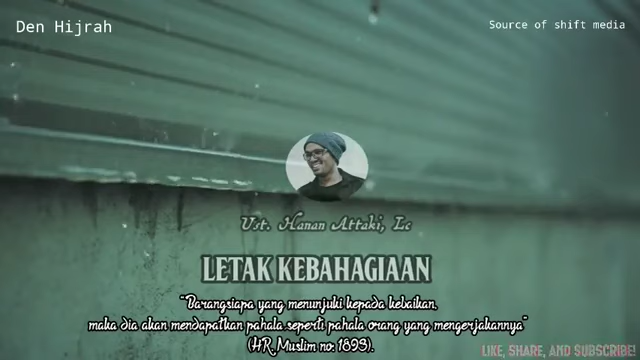 Den Hijrah
Source of shift media
Ust. Hanan Attaki, Lc
LETAK KEBAHAGIAAN
"Barangsiapa yang menunjuki kepada kebaikan,
maka dia akan mendapatkan pahala seperti pahala orang yang mengerjakannya"
(HR. Muslim no: 1893).
LIKE, SHARE, AND SUBSCRIBE!